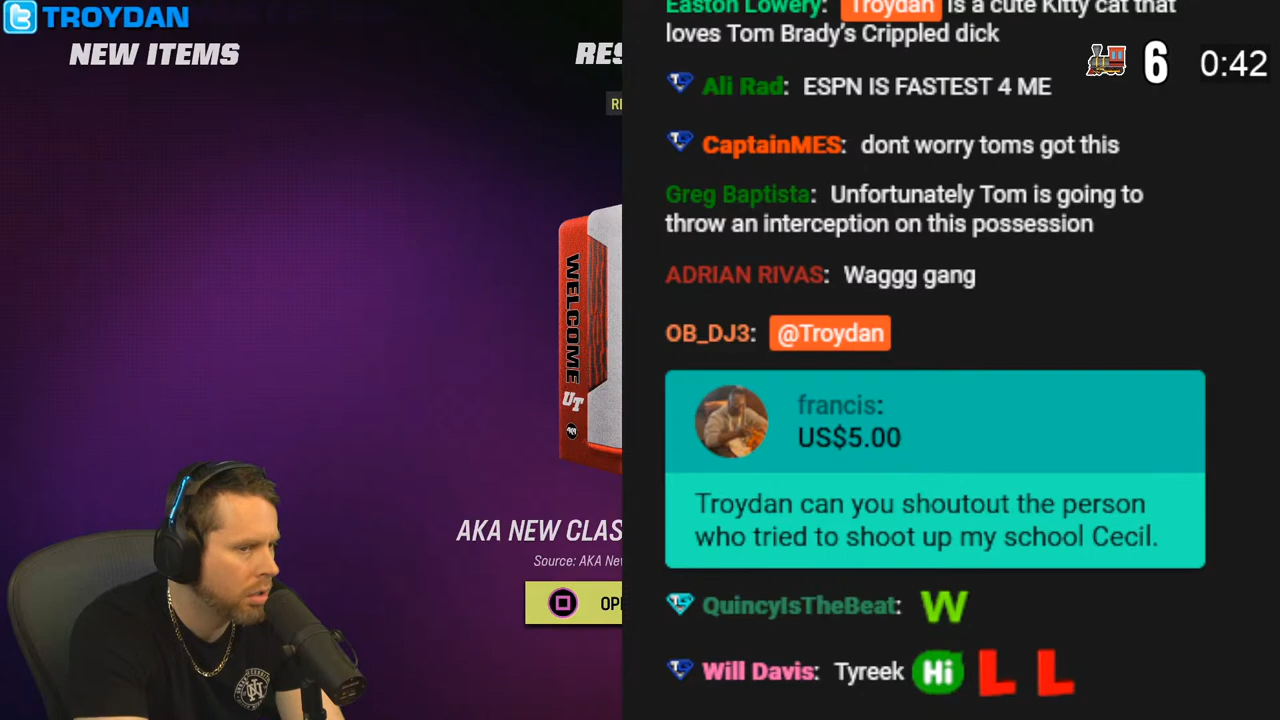 TROYDAN
NEW ITEMS
WELCOME
UT
AKA
AKA NEW CLAS
Source: AKA Ne
OP
Easton Lowery: Troydan is a cute Kitty cat that
loves Tom Brady's Crippled dick
6 0:42
Ali Rad: ESPN IS FASTEST 4 ME
CaptainMES: dont worry toms got this
Greg Baptista: Unfortunately Tom is going to
throw an interception on this possession
ADRIAN RIVAS: Waggg gang
OB_DJ3: @Troydan
francis:
US$5.00
Troydan can you shoutout the person
who tried to shoot up my school Cecil.
QuincyIsTheBeat: W
Will Davis: Tyreek Hi L L